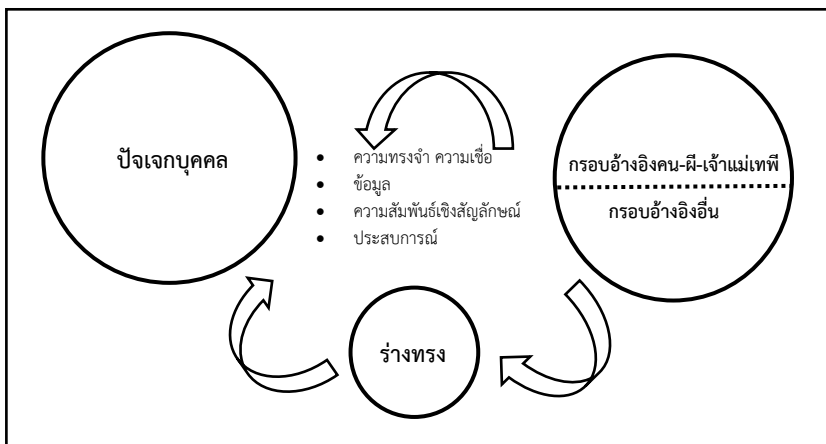 ปัจเจกบุคคล
• ความทรงจำ ความเชื่อ
• ข้อมูล
• ความสัมพันธ์เชิงสัญลักษณ์
• ประสบการณ์
กรอบอ้างอิงคน-ผี-เจ้าแม่เทพี
กรอบอ้างอิงอื่น
ร่างทรง